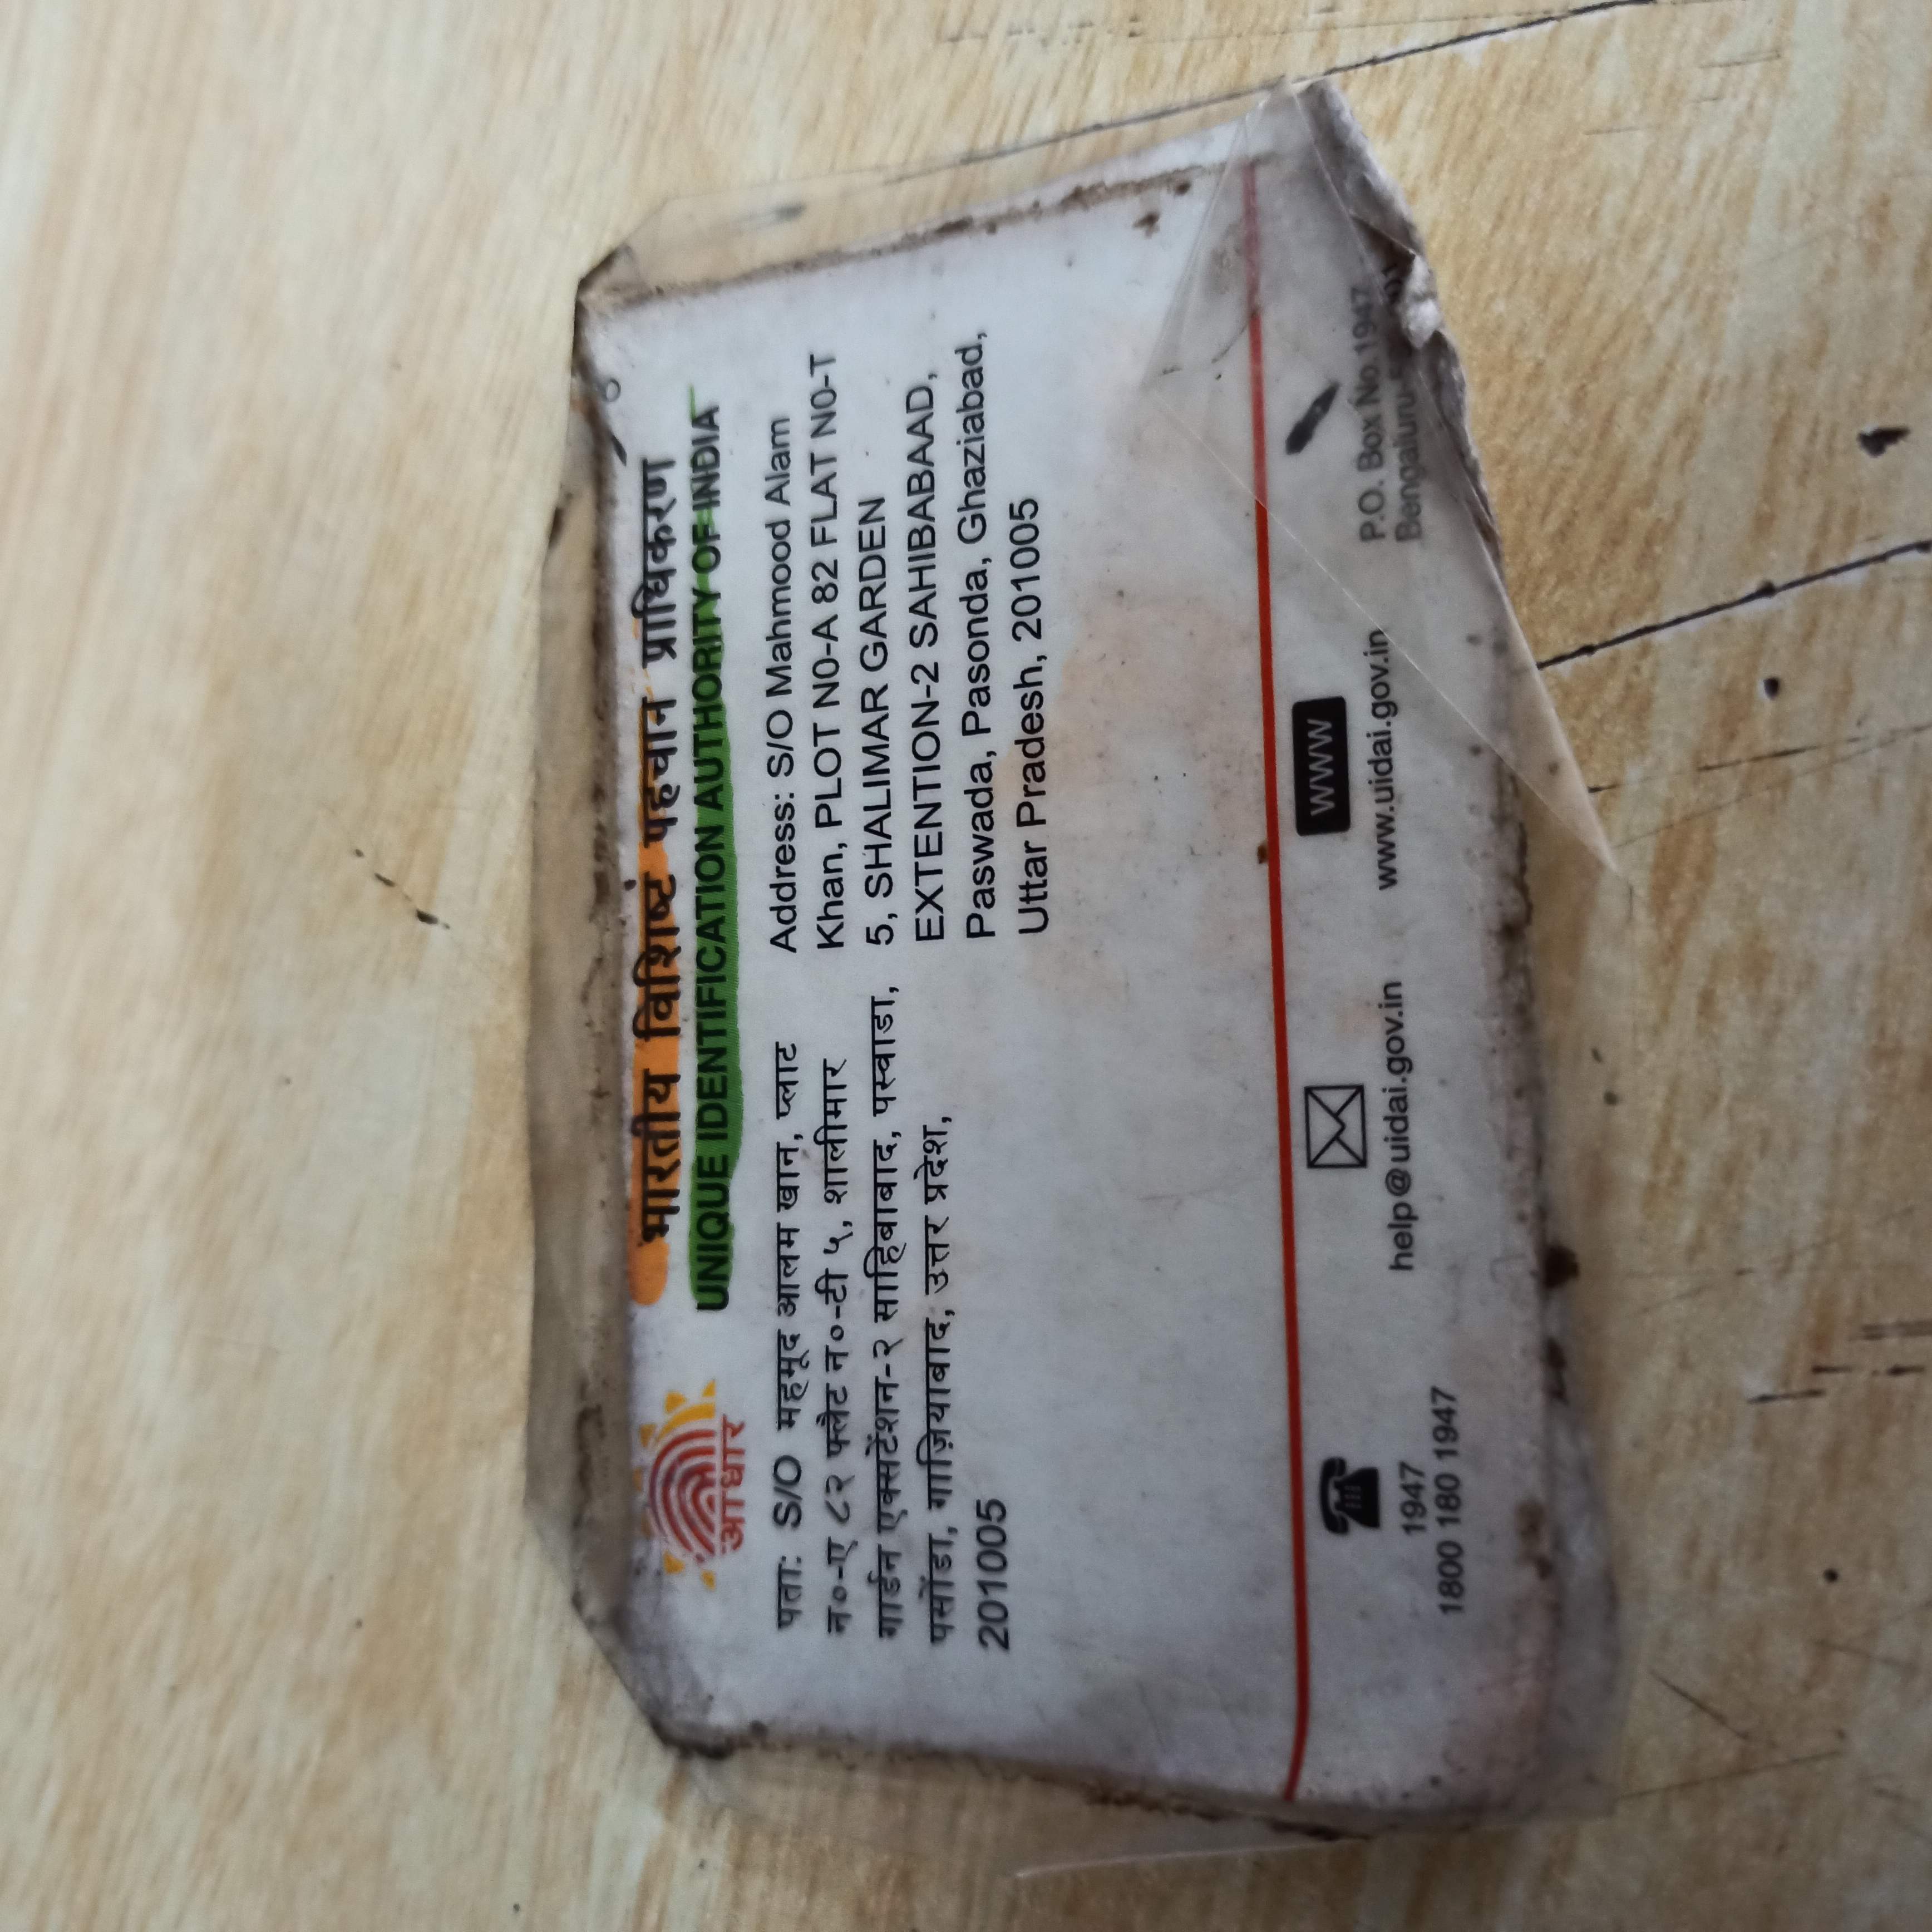 भारतीय विशिष्ट पहचान प्राधिकरण
UNIQUE IDENTIFICATION AUTHORITY OF INDIA
आधार
पता: S/O महमूद आलम खान, प्लाट
न०-ए ८२ फ्लैट न०-टी ५, शालीमार
गार्डन एक्सटेंशन-२ साहिबाबाद, पस्वाडा,
पसोंडा, गाज़ियाबाद, उत्तर प्रदेश,
201005
Address: S/O Mahmood Alam
Khan, PLOT N0-A 82 FLAT N0-T
5, SHALIMAR GARDEN
EXTENTION-2 SAHIBABAAD,
Paswada, Pasonda, Ghaziabad,
Uttar Pradesh, 201005
1947
1800 180 1947
help@uidai.gov.in
WWW
www.uidai.gov.in
P.O. Box No.1947
Bengaluru-